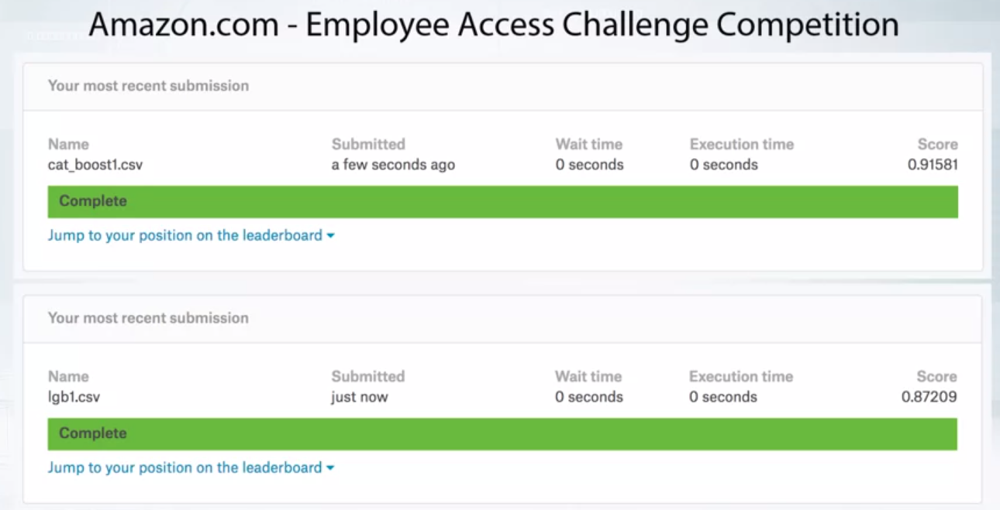 Amazon.com - Employee Access Challenge Competition
Your most recent submission
Name Submitted Wait time Execution time Score
cat_boost1.csv a few seconds ago 0 seconds 0 seconds 0.91581
Complete
Jump to your position on the leaderboard
Your most recent submission
Name Submitted Wait time Execution time Score
lgb1.csv just now 0 seconds 0 seconds 0.87209
Complete
Jump to your position on the leaderboard